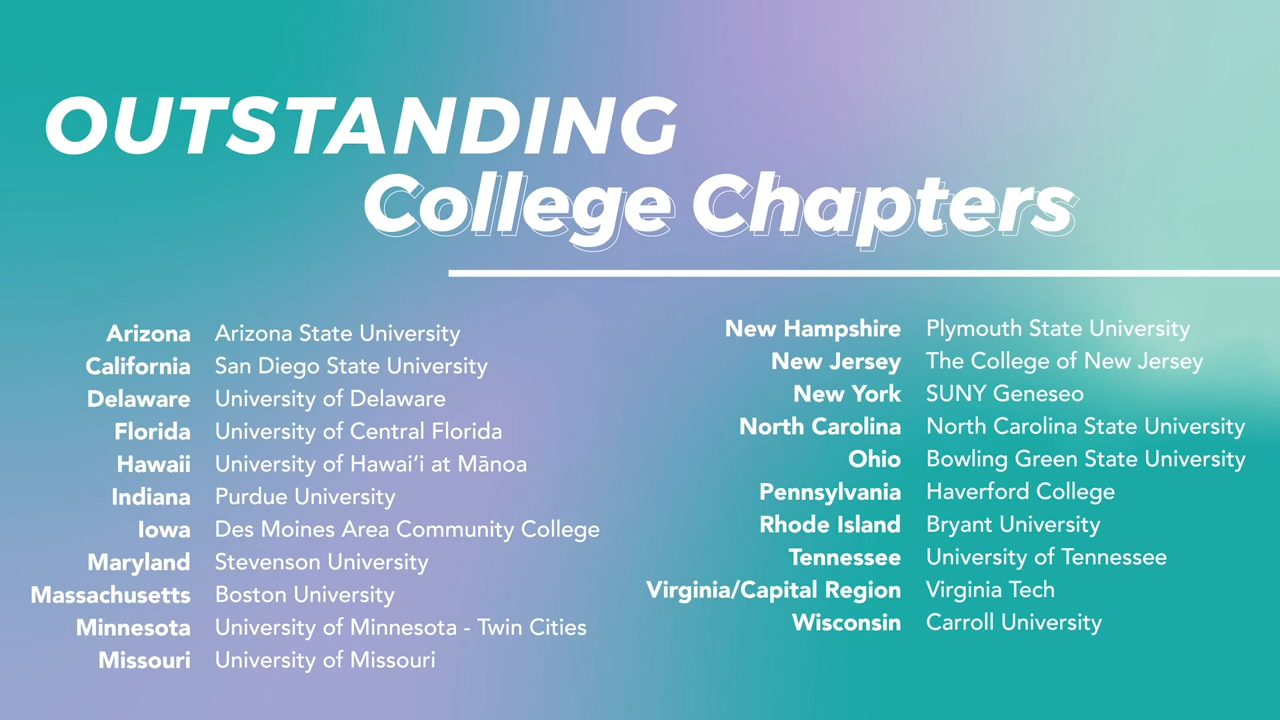 OUTSTANDING
College Chapters
Arizona Arizona State University
California San Diego State University
Delaware University of Delaware
Florida University of Central Florida
Hawaii University of Hawaiʻi at Mānoa
Indiana Purdue University
Iowa Des Moines Area Community College
Maryland Stevenson University
Massachusetts Boston University
Minnesota University of Minnesota - Twin Cities
Missouri University of Missouri
New Hampshire Plymouth State University
New Jersey The College of New Jersey
New York SUNY Geneseo
North Carolina North Carolina State University
Ohio Bowling Green State University
Pennsylvania Haverford College
Rhode Island Bryant University
Tennessee University of Tennessee
Virginia/Capital Region Virginia Tech
Wisconsin Carroll University